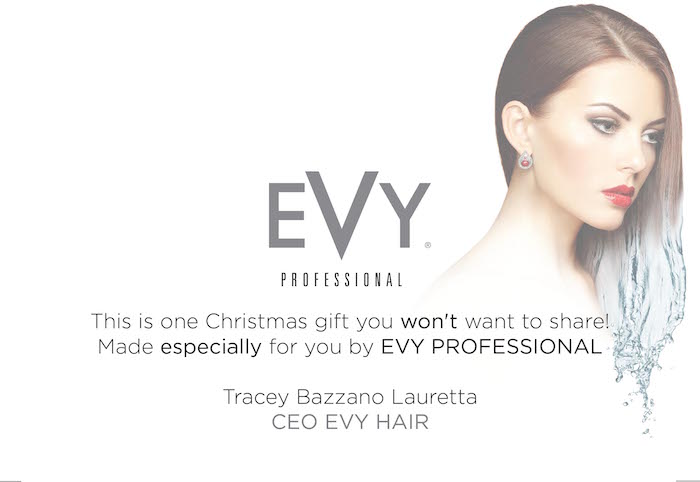 EVY®
PROFESSIONAL
This is one Christmas gift you won't want to share!
Made especially for you by EVY PROFESSIONAL
Tracey Bazzano Lauretta
CEO EVY HAIR